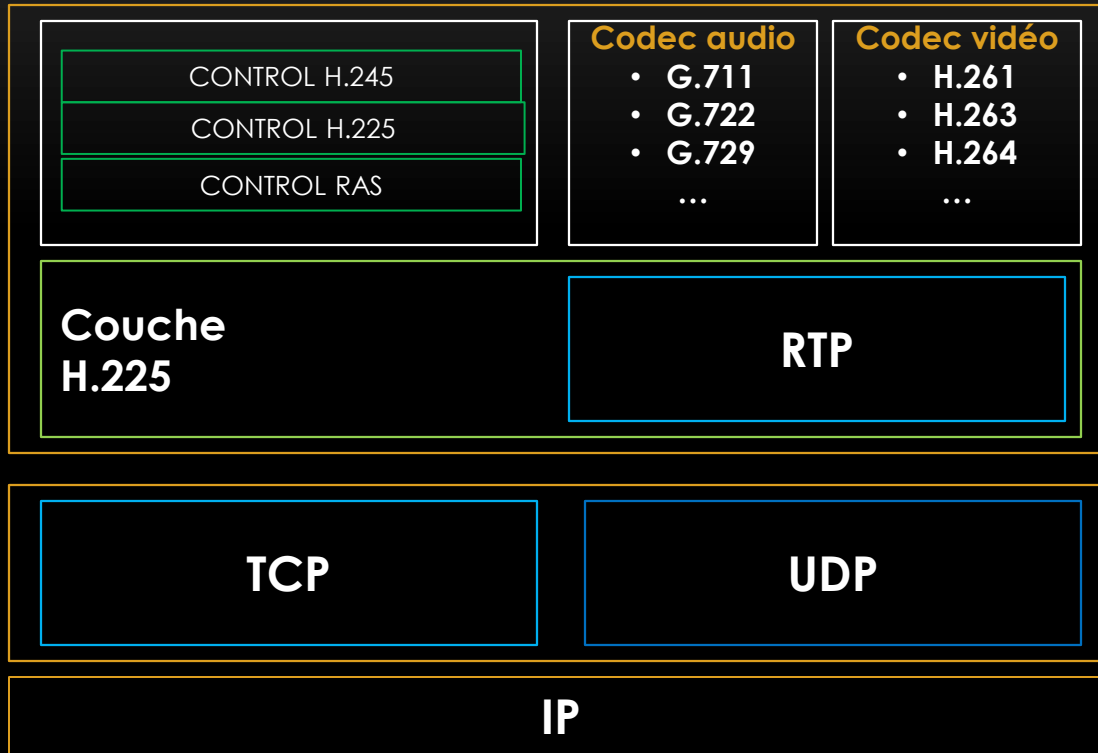 CONTROL H.245
CONTROL H.225
CONTROL RAS
Codec audio
• G.711
• G.722
• G.729
...
Codec vidéo
• H.261
• H.263
• H.264
...
Couche
H.225
RTP
TCP
UDP
IP